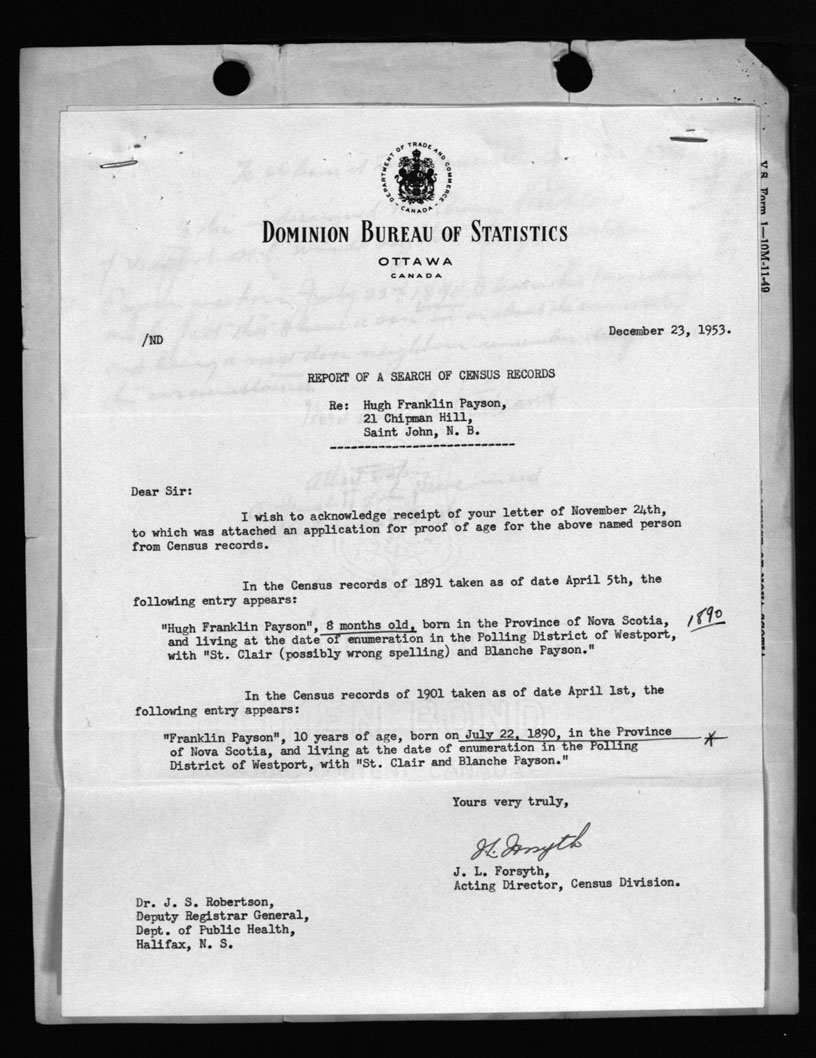 DEPARTMENT OF TRADE AND COMMERCE
- CANADA -
DOMINION BUREAU OF STATISTICS
OTTAWA
CANADA
V.S. Form 1—10M-11-49
/ND
December 23, 1953.
REPORT OF A SEARCH OF CENSUS RECORDS
Re: Hugh Franklin Payson,
21 Chipman Hill,
Saint John, N. B.
---------------------------
Dear Sir:
I wish to acknowledge receipt of your letter of November 24th,
to which was attached an application for proof of age for the above named person
from Census records.
In the Census records of 1891 taken as of date April 5th, the
following entry appears:
"Hugh Franklin Payson", 8 months old, born in the Province of Nova Scotia, 1890
and living at the date of enumeration in the Polling District of Westport,
with "St. Clair (possibly wrong spelling) and Blanche Payson."
In the Census records of 1901 taken as of date April 1st, the
following entry appears:
"Franklin Payson", 10 years of age, born on July 22, 1890, in the Province *
of Nova Scotia, and living at the date of enumeration in the Polling
District of Westport, with "St. Clair and Blanche Payson."
Yours very truly,
J. L. Forsyth
J. L. Forsyth,
Acting Director, Census Division.
Dr. J. S. Robertson,
Deputy Registrar General,
Dept. of Public Health,
Halifax, N. S.